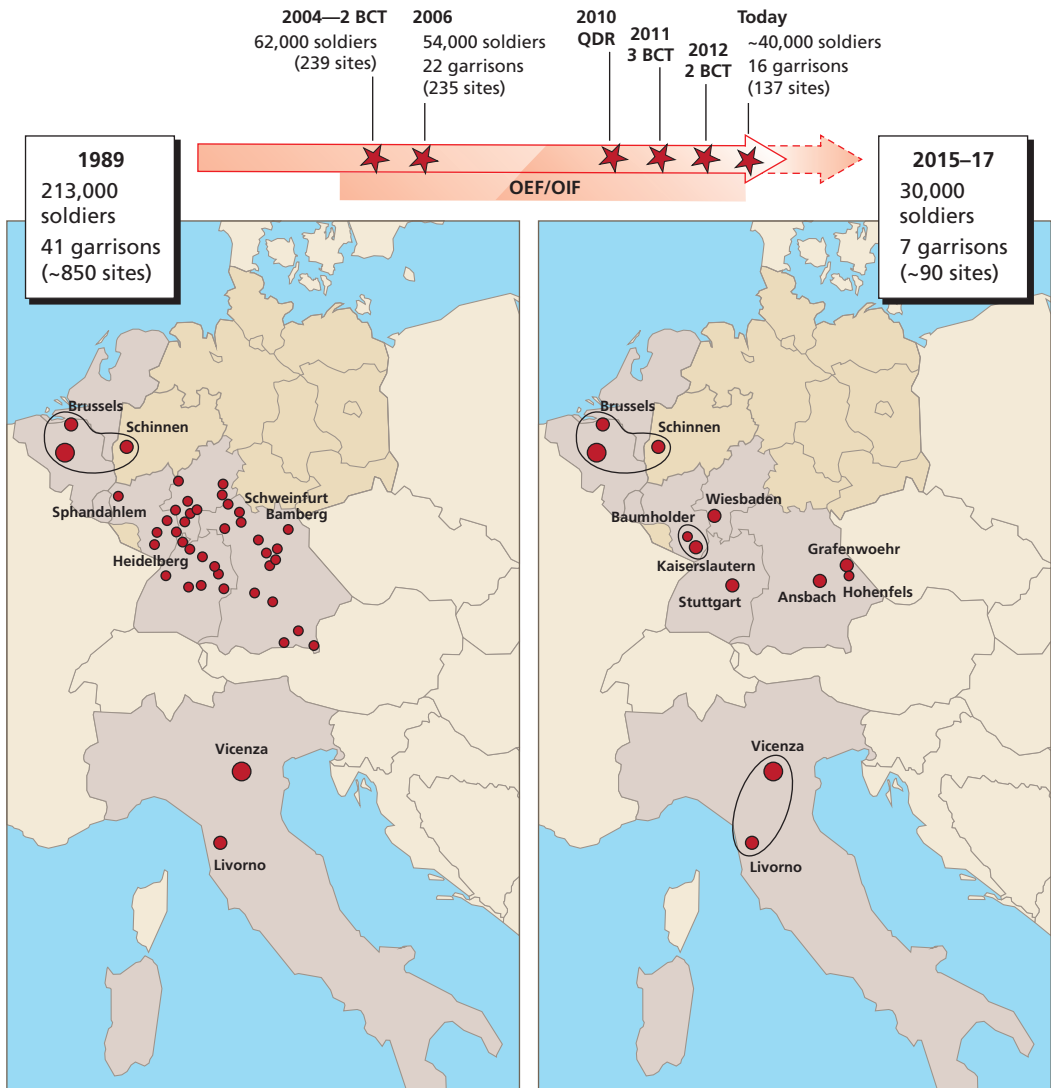 2004—2 BCT
62,000 soldiers
(239 sites)
2006
54,000 soldiers
22 garrisons
(235 sites)
2010
QDR
2011
3 BCT
2012
2 BCT
Today
~40,000 soldiers
16 garrisons
(137 sites)
OEF/OIF
1989
213,000
soldiers
41 garrisons
(~850 sites)
2015–17
30,000
soldiers
7 garrisons
(~90 sites)
Brussels
Schinnen
Sphandahlem
Schweinfurt
Bamberg
Heidelberg
Vicenza
Livorno
Brussels
Schinnen
Wiesbaden
Baumholder
Kaiserslautern
Grafenwoehr
Stuttgart
Ansbach
Hohenfels
Vicenza
Livorno